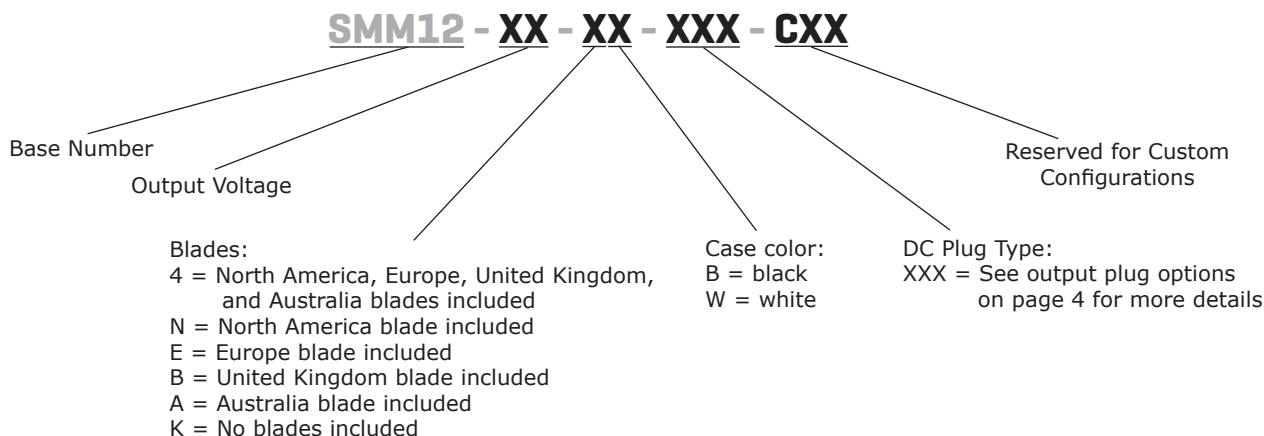 SMM12 - XX - XX - XXX - CXX
Base Number
Output Voltage
Reserved for Custom
Configurations
Blades:
4 = North America, Europe, United Kingdom,
and Australia blades included
N = North America blade included
E = Europe blade included
B = United Kingdom blade included
A = Australia blade included
K = No blades included
Case color:
B = black
W = white
DC Plug Type:
XXX = See output plug options
on page 4 for more details